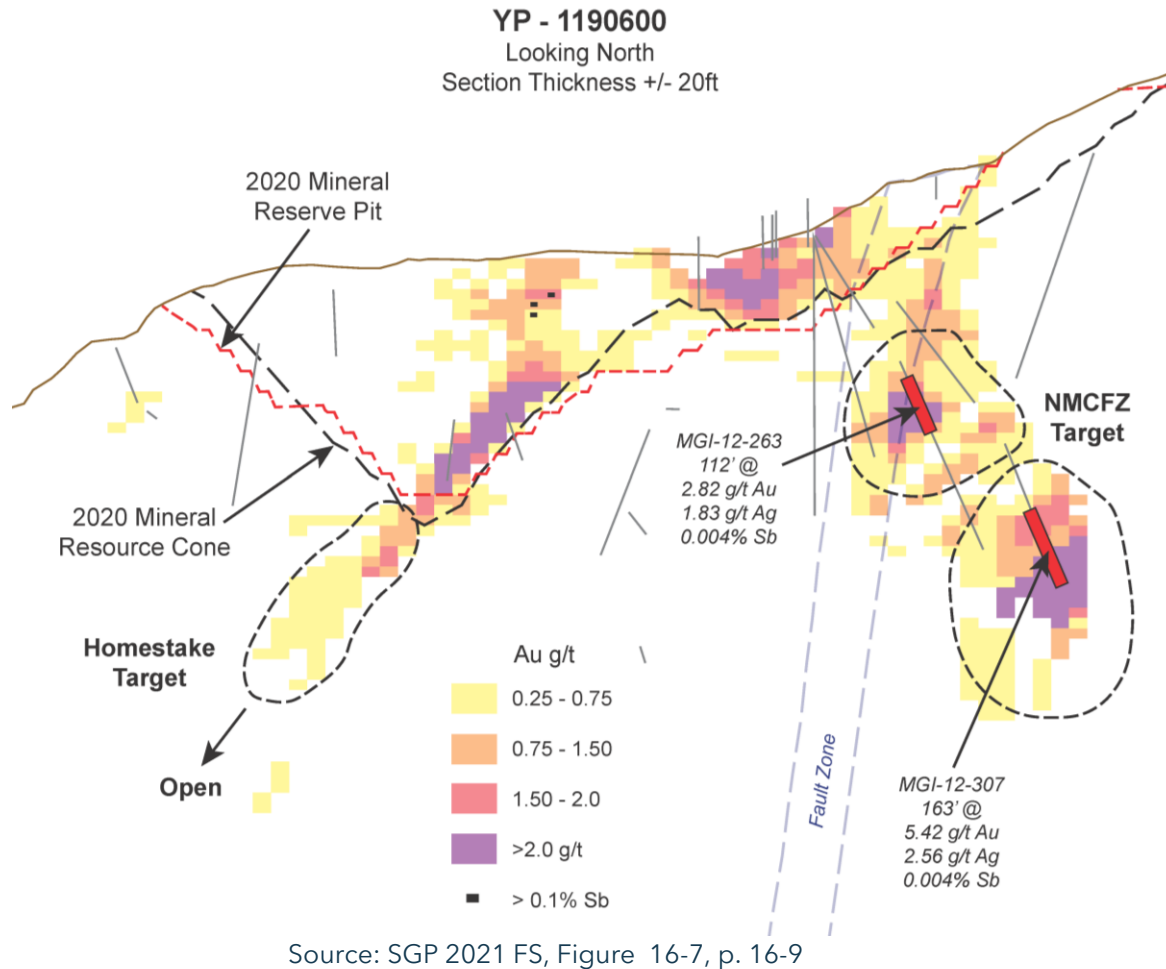 YP - 1190600
Looking North
Section Thickness +/- 20ft
2020 Mineral
Reserve Pit
2020 Mineral
Resource Cone
Homestake
Target
Open
Au g/t
0.25 - 0.75
0.75 - 1.50
1.50 - 2.0
>2.0 g/t
> 0.1% Sb
MGI-12-263
112' @
2.82 g/t Au
1.83 g/t Ag
0.004% Sb
NMCFZ
Target
Fault Zone
MGI-12-307
163' @
5.42 g/t Au
2.56 g/t Ag
0.004% Sb
Source: SGP 2021 FS, Figure 16-7, p. 16-9